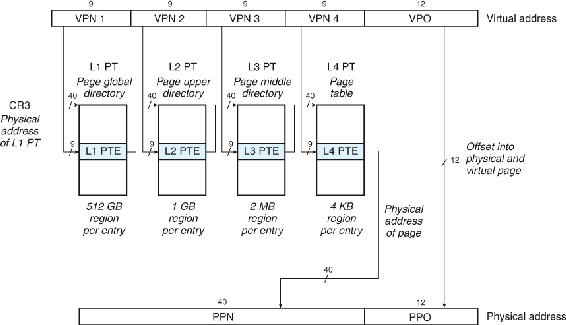 9 9 9 9 12
VPN 1 VPN 2 VPN 3 VPN 4 VPO Virtual address
L1 PT L2 PT L3 PT L4 PT
Page global Page upper Page middle Page
directory directory directory table
40 40 40 40
CR3
Physical
address
of L1 PT
9 L1 PTE 9 L2 PTE 9 L3 PTE 9 L4 PTE
Offset into
physical and
virtual page
12
512 GB 1 GB 2 MB 4 KB
region region region region
per entry per entry per entry per entry
Physical
address
of page
40
40 12
PPN PPO Physical address